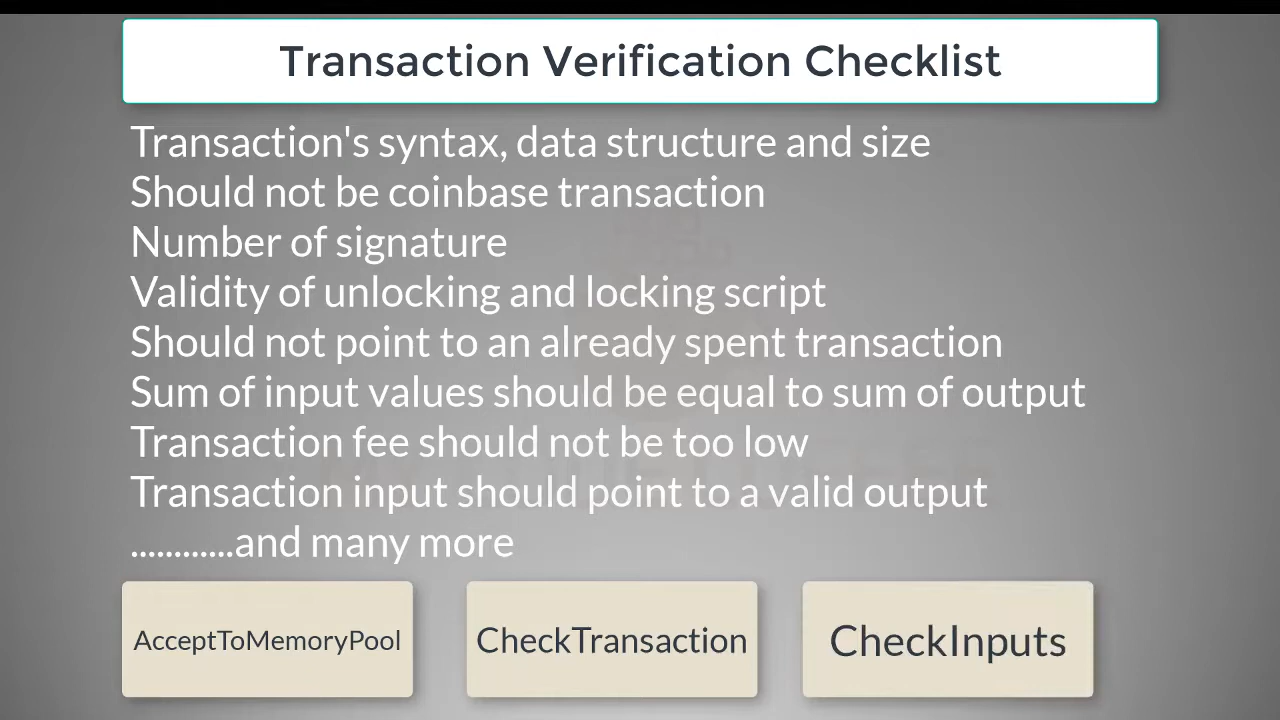 Transaction Verification Checklist
Transaction's syntax, data structure and size
Should not be coinbase transaction
Number of signature
Validity of unlocking and locking script
Should not point to an already spent transaction
Sum of input values should be equal to sum of output
Transaction fee should not be too low
Transaction input should point to a valid output
............and many more
AcceptToMemoryPool
CheckTransaction
CheckInputs